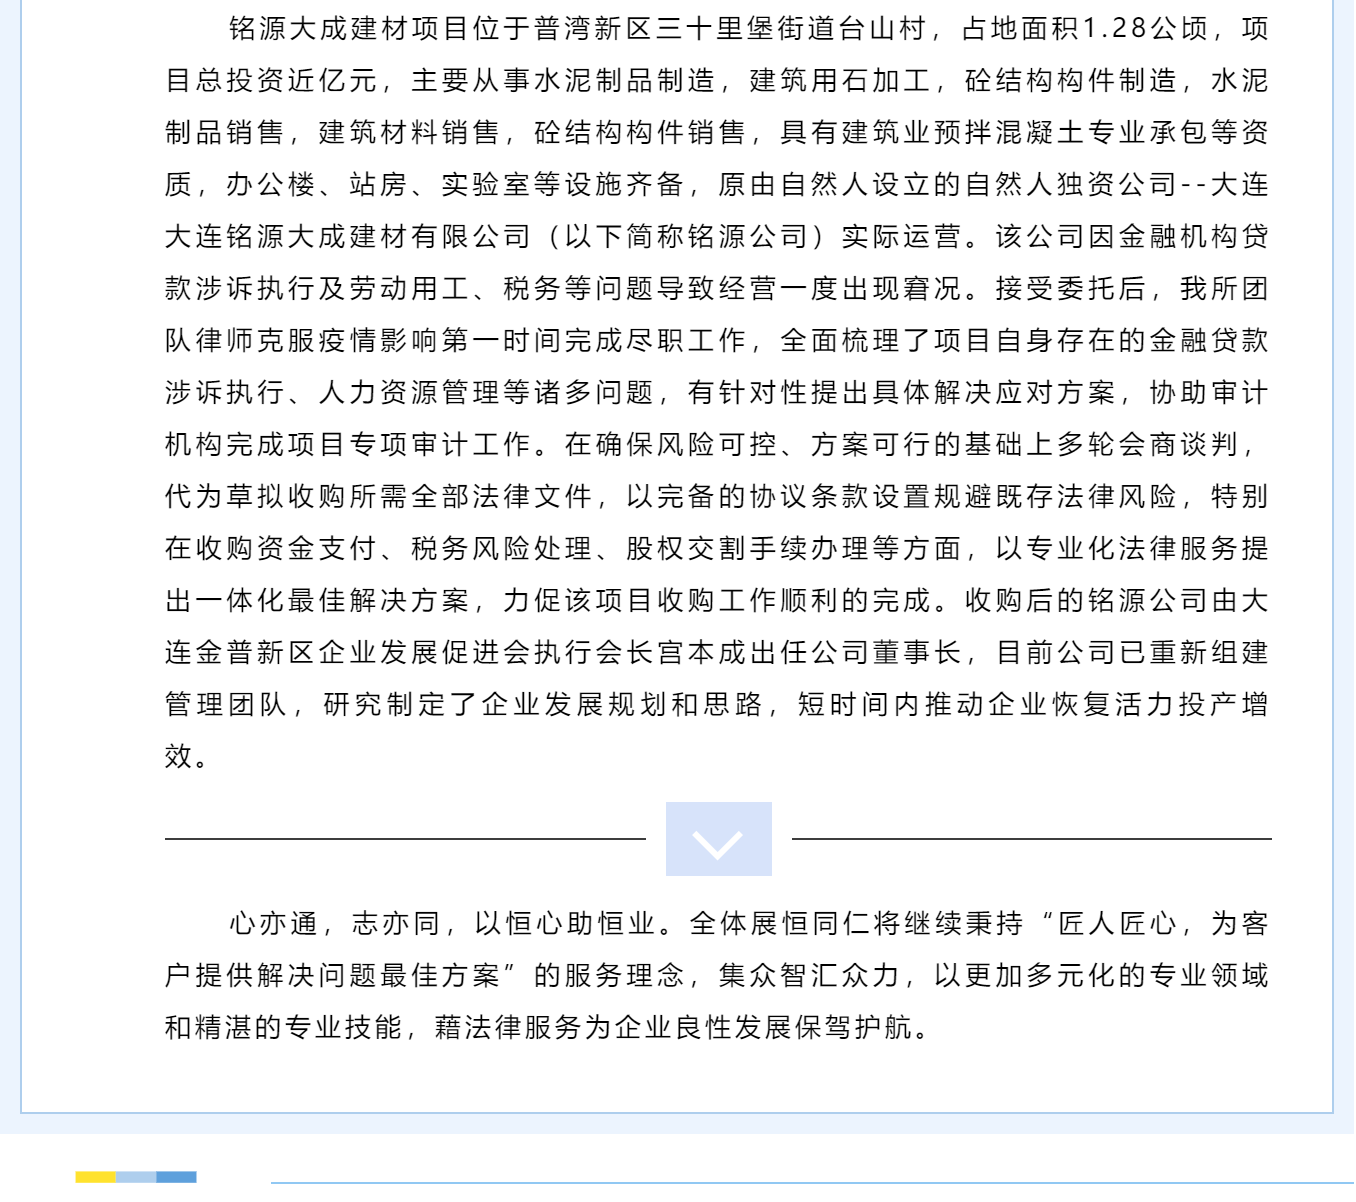 铭源大成建材项目位于普湾新区三十里堡街道台山村，占地面积1.28公顷，项
目总投资近亿元，主要从事水泥制品制造，建筑用石加工，砼结构构件制造，水泥
制品销售，建筑材料销售，砼结构构件销售，具有建筑业预拌混凝土专业承包等资
质，办公楼、站房、实验室等设施齐备，原由自然人设立的自然人独资公司--大连
大连铭源大成建材有限公司（以下简称铭源公司）实际运营。该公司因金融机构贷
款涉诉执行及劳动用工、税务等问题导致经营一度出现窘况。接受委托后，我所团
队律师克服疫情影响第一时间完成尽职工作，全面梳理了项目自身存在的金融贷款
涉诉执行、人力资源管理等诸多问题，有针对性提出具体解决应对方案，协助审计
机构完成项目专项审计工作。在确保风险可控、方案可行的基础上多轮会商谈判，
代为草拟收购所需全部法律文件，以完备的协议条款设置规避既存法律风险，特别
在收购资金支付、税务风险处理、股权交割手续办理等方面，以专业化法律服务提
出一体化最佳解决方案，力促该项目收购工作顺利的完成。收购后的铭源公司由大
连金普新区企业发展促进会执行会长宫本成出任公司董事长，目前公司已重新组建
管理团队，研究制定了企业发展规划和思路，短时间内推动企业恢复活力投产增
效。
心亦通，志亦同，以恒心助恒业。全体展恒同仁将继续秉持“匠人匠心，为客
户提供解决问题最佳方案”的服务理念，集众智汇众力，以更加多元化的专业领域
和精湛的专业技能，藉法律服务为企业良性发展保驾护航。